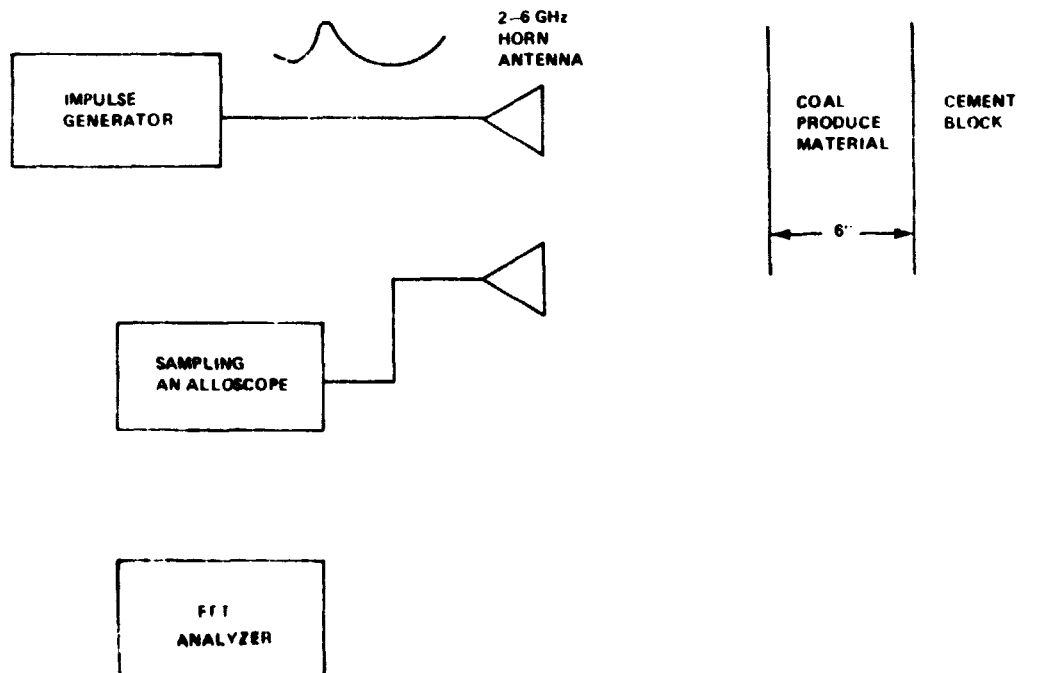 2–6 GHz
HORN
ANTENNA
IMPULSE
GENERATOR
COAL
PRODUCE
MATERIAL
CEMENT
BLOCK
6"
SAMPLING
AN ALLOSCOPE
FFT
ANALYZER